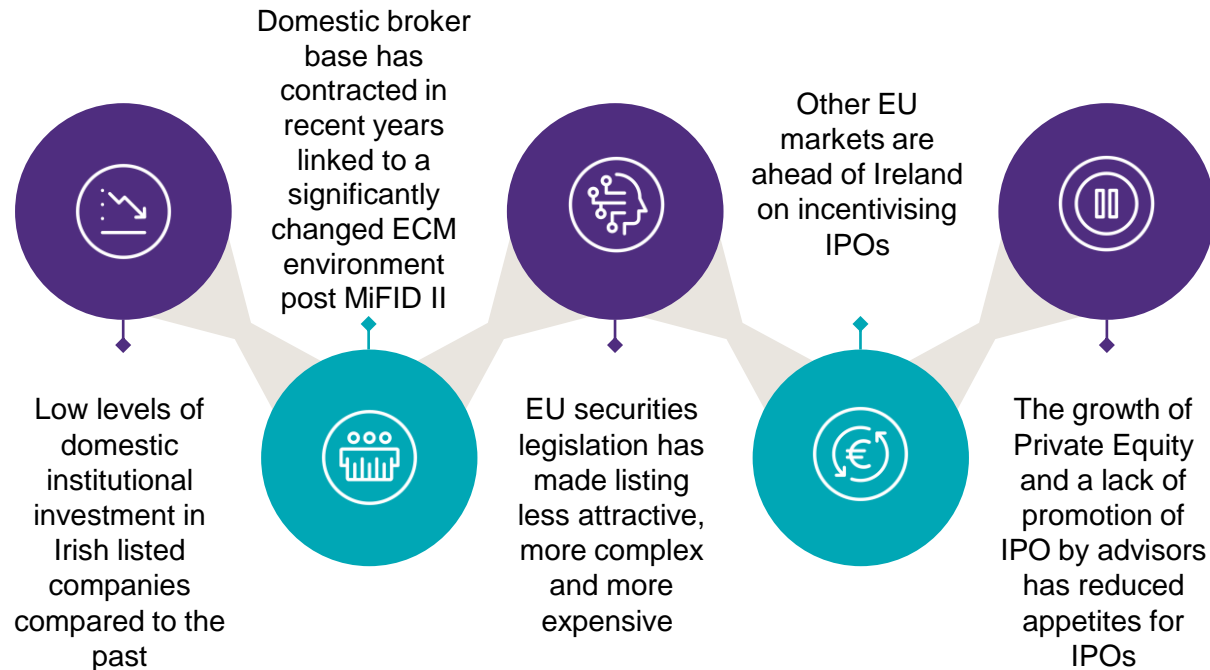 Low levels of
domestic
institutional
investment in
Irish listed
companies
compared to the
past
Domestic broker
base has
contracted in
recent years
linked to a
significantly
changed ECM
environment
post MiFID II
EU securities
legislation has
made listing
less attractive,
more complex
and more
expensive
Other EU
markets are
ahead of Ireland
on incentivising
IPOs
€
The growth of
Private Equity
and a lack of
promotion of
IPO by advisors
has reduced
appetites for
IPOs